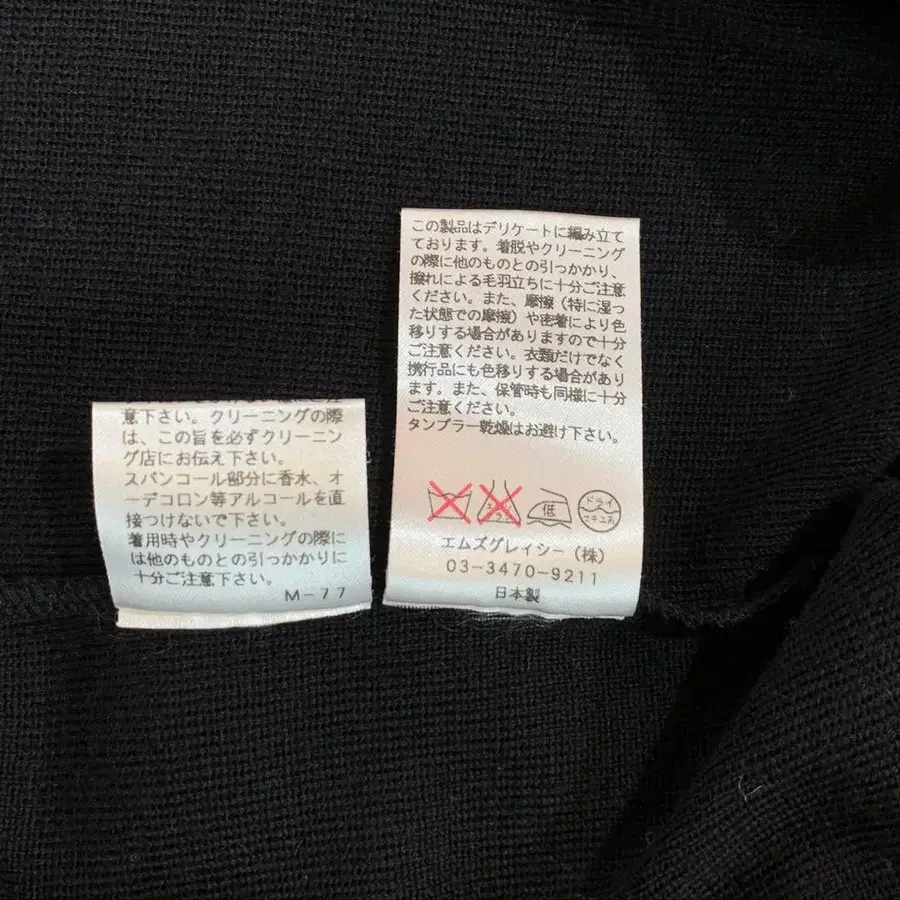 この製品はデリケートに編み立て
ております。着脱やクリーニング
の際に他のものとの引っかかり、
擦れによる毛羽立ちに十分ご注意
ください。また、摩擦（特に湿っ
た状態での摩擦）や密着により色
移りする場合がありますので十分
ご注意ください。衣類だけでなく
携行品にも色移りする場合があり
ます。また、保管時も同様に十分
ご注意ください。
タンブラー乾燥はお避け下さい。
エンソ
サラシ
低
ドライ
セキユ系
エムズグレイシー（株）
03-3470-9211
日本製
意下さい。クリーニングの際
は、この旨を必ずクリーニン
グ店にお伝え下さい。
スパンコール部分に香水、オ
ーデコロン等アルコールを直
接つけないで下さい。
着用時やクリーニングの際に
は他のものとの引っかかりに
十分ご注意下さい。
M-77